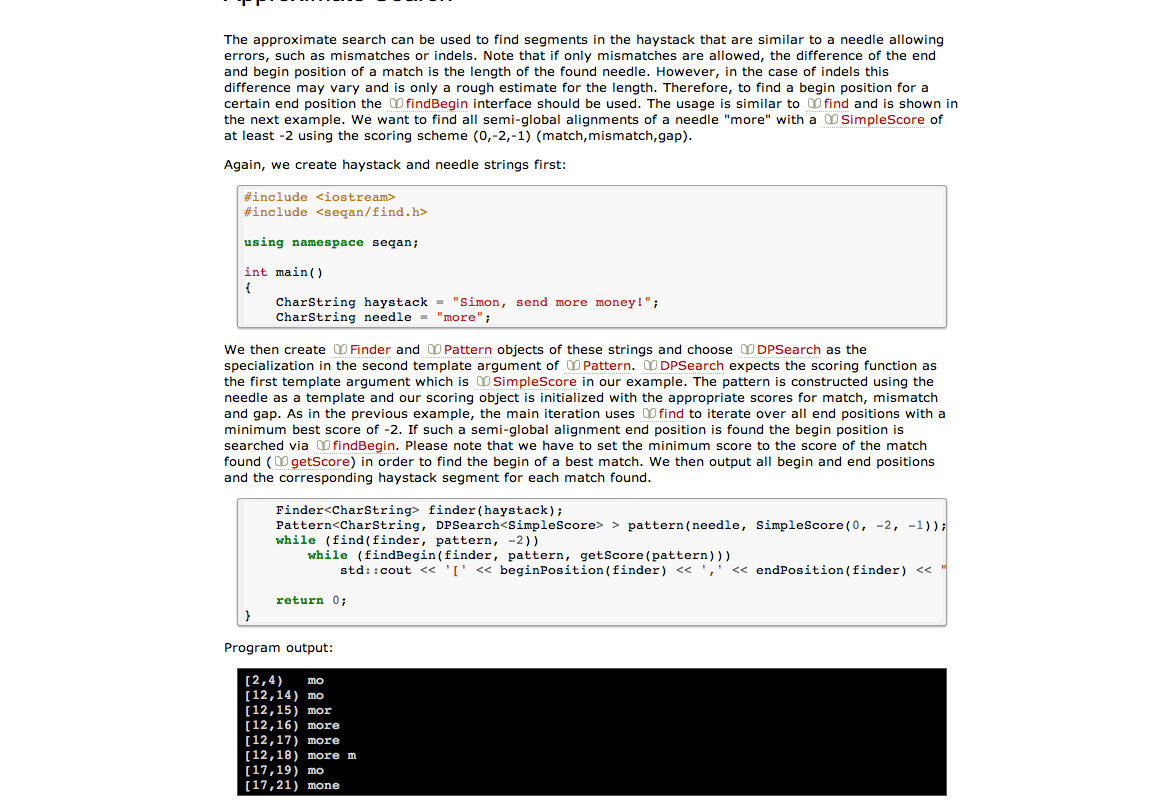 Approximate Search
The approximate search can be used to find segments in the haystack that are similar to a needle allowing
errors, such as mismatches or indels. Note that if only mismatches are allowed, the difference of the end
and begin position of a match is the length of the found needle. However, in the case of indels this
difference may vary and is only a rough estimate for the length. Therefore, to find a begin position for a
certain end position the findBegin interface should be used. The usage is similar to find and is shown in
the next example. We want to find all semi-global alignments of a needle "more" with a SimpleScore of
at least -2 using the scoring scheme (0,-2,-1) (match,mismatch,gap).
Again, we create haystack and needle strings first:
#include <iostream>
#include <seqan/find.h>
using namespace seqan;
int main()
{
    CharString haystack = "Simon, send more money!";
    CharString needle = "more";
We then create Finder and Pattern objects of these strings and choose DPSearch as the
specialization in the second template argument of Pattern. DPSearch expects the scoring function as
the first template argument which is SimpleScore in our example. The pattern is constructed using the
needle as a template and our scoring object is initialized with the appropriate scores for match, mismatch
and gap. As in the previous example, the main iteration uses find to iterate over all end positions with a
minimum best score of -2. If such a semi-global alignment end position is found the begin position is
searched via findBegin. Please note that we have to set the minimum score to the score of the match
found (getScore) in order to find the begin of a best match. We then output all begin and end positions
and the corresponding haystack segment for each match found.
    Finder<CharString> finder(haystack);
    Pattern<CharString, DPSearch<SimpleScore> > pattern(needle, SimpleScore(0, -2, -1));
    while (find(finder, pattern, -2))
        while (findBegin(finder, pattern, getScore(pattern)))
            std::cout << '[' << beginPosition(finder) << ',' << endPosition(finder) << "
    return 0;
}
Program output:
[2,4)   mo
[12,14) mo
[12,15) mor
[12,16) more
[12,17) more
[12,18) more m
[17,19) mo
[17,21) mone